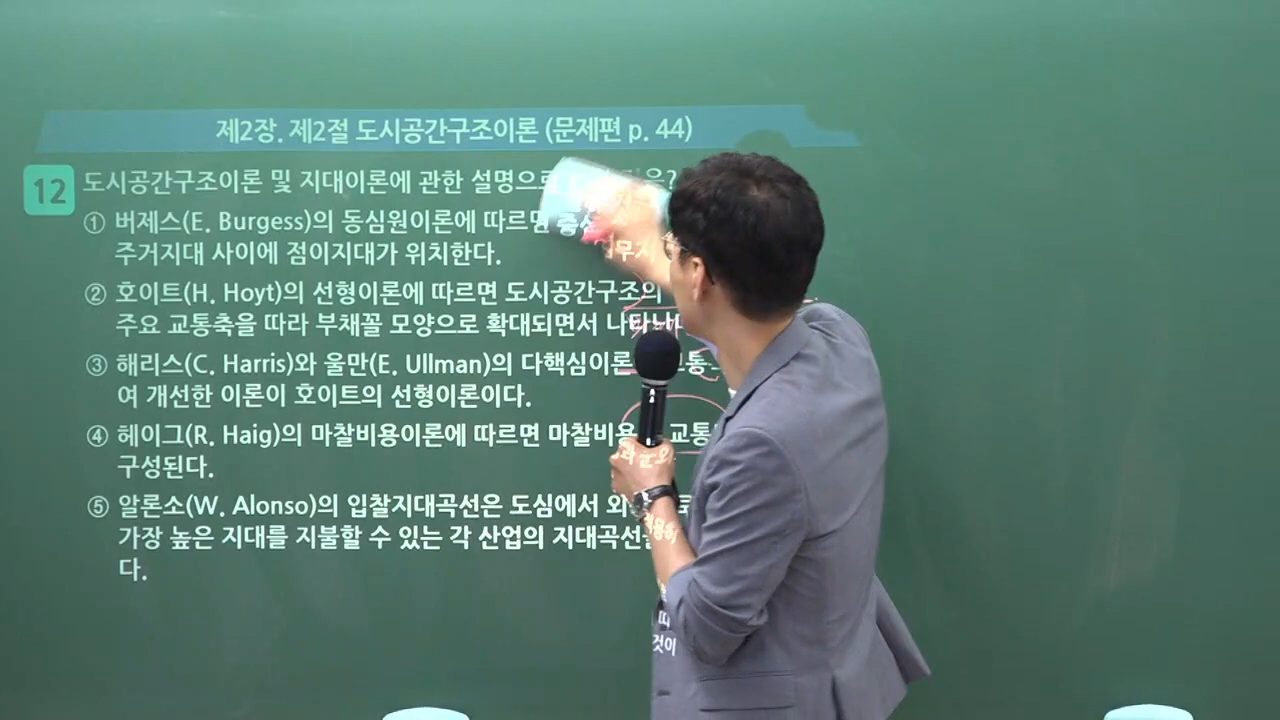 제2장. 제2절 도시공간구조이론 (문제편 p. 44)
12 도시공간구조이론 및 지대이론에 관한 설명으로
① 버제스(E. Burgess)의 동심원이론에 따르면
주거지대 사이에 점이지대가 위치한다.
② 호이트(H. Hoyt)의 선형이론에 따르면 도시공간구조의
주요 교통축을 따라 부채꼴 모양으로 확대되면서
③ 해리스(C. Harris)와 울만(E. Ullman)의 다핵심이론
여 개선한 이론이 호이트의 선형이론이다.
④ 헤이그(R. Haig)의 마찰비용이론에 따르면 마찰비용 교통
구성된다.
⑤ 알론소(W. Alonso)의 입찰지대곡선은 도심에서
가장 높은 지대를 지불할 수 있는 각 산업의 지대곡선
다.
것이